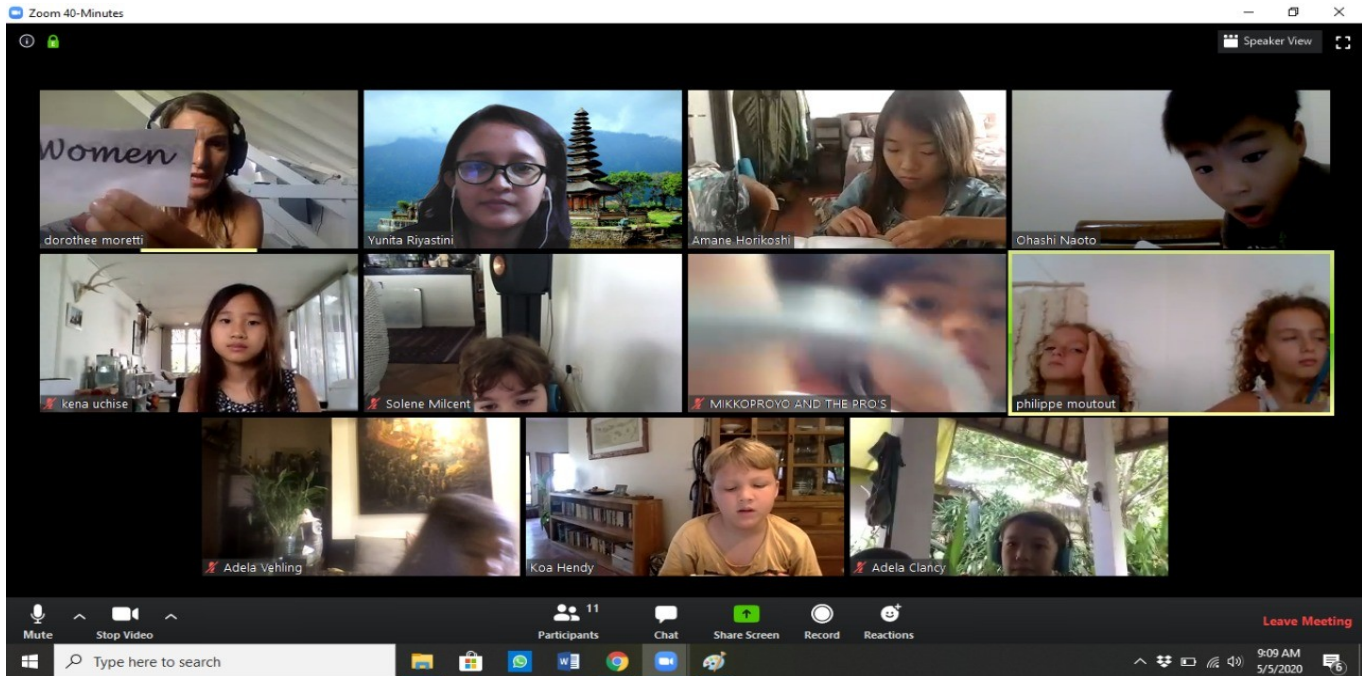 Zoom 40-Minutes
Speaker View
Women
dorothee moretti
Yunita Riyastini
Amane Horikoshi
Ohashi Naoto
kena uchise
Solene Milcent
MIKKOPROYO AND THE PRO'S
philippe moutout
Adela Vehling
Koa Hendy
Adela Clancy
11
Mute
Stop Video
Participants
Chat
Share Screen
Record
Reactions
Leave Meeting
Type here to search
9:09 AM
5/5/2020
6